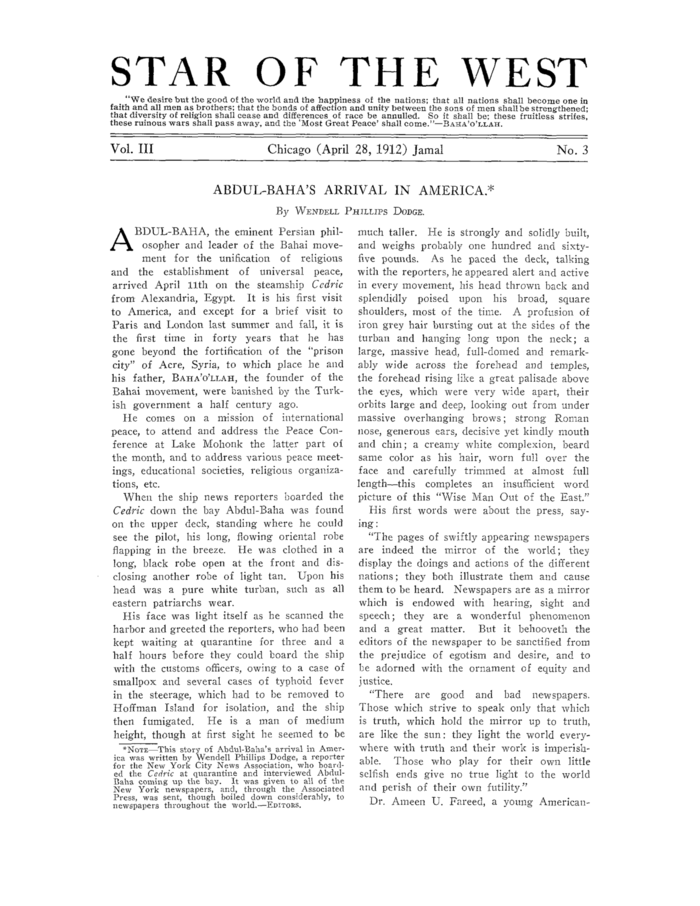 STAR OF THE WEST
"We desire but the good of the world and the happiness of the nations; that all nations shall become one in
faith and all men as brothers; that the bonds of affection and unity between the sons of men shall be strengthened;
that diversity of religion shall cease and differences of race be annulled. So it shall be; these fruitless strifes,
these ruinous wars shall pass away, and the 'Most Great Peace' shall come."—BAHA'O'LLAH.
Vol. III Chicago (April 28, 1912) Jamal No. 3
ABDUL-BAHA'S ARRIVAL IN AMERICA.*
By WENDELL PHILLIPS DODGE.
ABDUL-BAHA, the eminent Persian phil-
osopher and leader of the Bahai move-
ment for the unification of religions
and the establishment of universal peace,
arrived April 11th on the steamship Cedric
from Alexandria, Egypt. It is his first visit
to America, and except for a brief visit to
Paris and London last summer and fall, it is
the first time in forty years that he has
gone beyond the fortification of the "prison
city" of Acre, Syria, to which place he and
his father, BAHA'O'LLAH, the founder of the
Bahai movement, were banished by the Turk-
ish government a half century ago.
He comes on a mission of international
peace, to attend and address the Peace Con-
ference at Lake Mohonk the latter part of
the month, and to address various peace meet-
ings, educational societies, religious organiza-
tions, etc.
When the ship news reporters boarded the
Cedric down the bay Abdul-Baha was found
on the upper deck, standing where he could
see the pilot, his long, flowing oriental robe
flapping in the breeze. He was clothed in a
long, black robe open at the front and dis-
closing another robe of light tan. Upon his
head was a pure white turban, such as all
eastern patriarchs wear.
His face was light itself as he scanned the
harbor and greeted the reporters, who had been
kept waiting at quarantine for three and a
half hours before they could board the ship
with the customs officers, owing to a case of
smallpox and several cases of typhoid fever
in the steerage, which had to be removed to
Hoffman Island for isolation, and the ship
then fumigated. He is a man of medium
height, though at first sight he seemed to be
*NOTE—This story of Abdul-Baha's arrival in Amer-
ica was written by Wendell Phillips Dodge, a reporter
for the New York City News Association, who board-
ed the Cedric at quarantine and interviewed Abdul-
Baha coming up the bay. It was given to all of the
New York newspapers, and, through the Associated
Press, was sent, though boiled down considerably, to
newspapers throughout the world.—EDITORS.
much taller. He is strongly and solidly built,
and weighs probably one hundred and sixty-
five pounds. As he paced the deck, talking
with the reporters, he appeared alert and active
in every movement, his head thrown back and
splendidly poised upon his broad, square
shoulders, most of the time. A profusion of
iron grey hair bursting out at the sides of the
turban and hanging long upon the neck; a
large, massive head, full-domed and remark-
ably wide across the forehead and temples,
the forehead rising like a great palisade above
the eyes, which were very wide apart, their
orbits large and deep, looking out from under
massive overhanging brows; strong Roman
nose, generous ears, decisive yet kindly mouth
and chin; a creamy white complexion, beard
same color as his hair, worn full over the
face and carefully trimmed at almost full
length—this completes an insufficient word
picture of this "Wise Man Out of the East."
His first words were about the press, say-
ing:
"The pages of swiftly appearing newspapers
are indeed the mirror of the world; they
display the doings and actions of the different
nations; they both illustrate them and cause
them to be heard. Newspapers are as a mirror
which is endowed with hearing, sight and
speech; they are a wonderful phenomenon
and a great matter. But it behooveth the
editors of the newspaper to be sanctified from
the prejudice of egotism and desire, and to
be adorned with the ornament of equity and
justice.
"There are good and bad newspapers.
Those which strive to speak only that which
is truth, which hold the mirror up to truth,
are like the sun: they light the world every-
where with truth and their work is imperish-
able. Those who play for their own little
selfish ends give no true light to the world
and perish of their own futility."
Dr. Ameen U. Fareed, a young American-